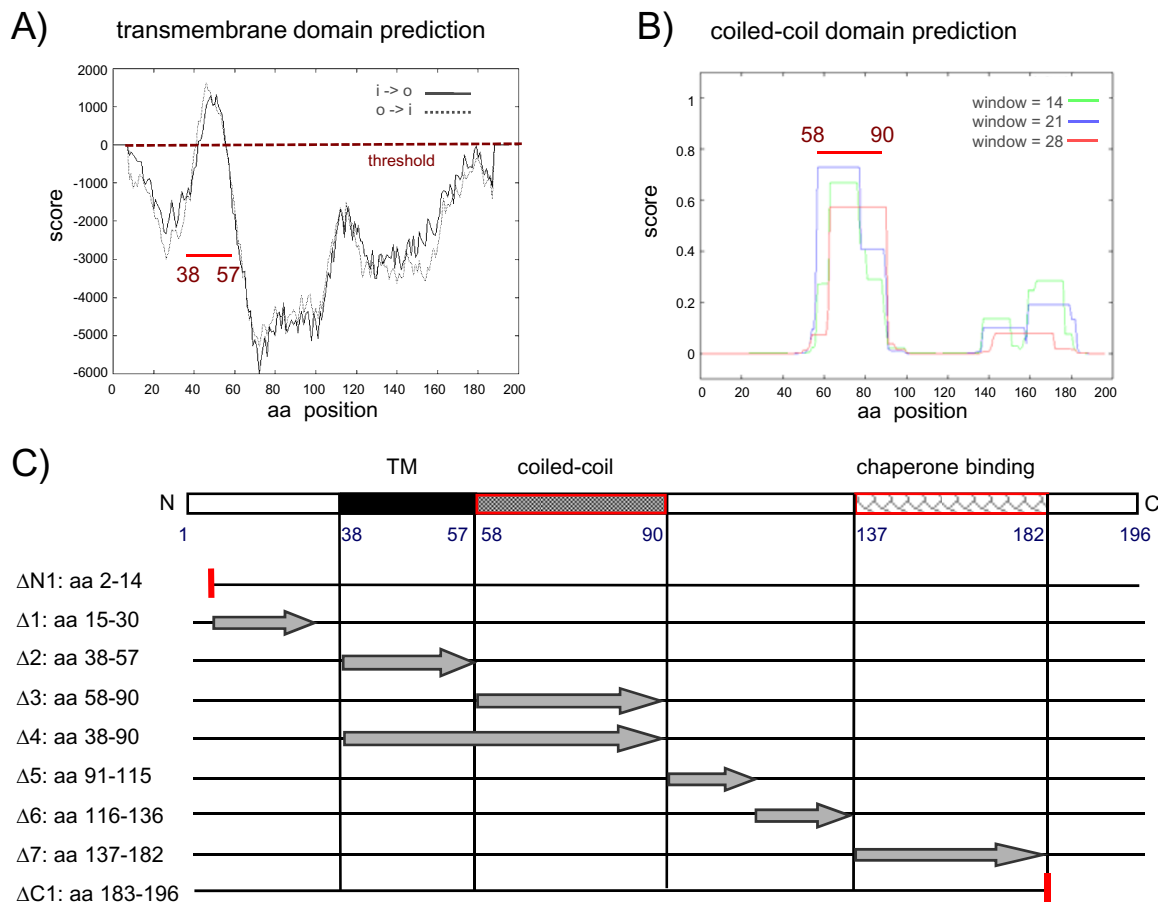 A) transmembrane domain prediction
2000
1000
0
-1000
-2000
-3000
-4000
-5000
-6000
score
i -> o
o -> i
threshold
38 57
0 20 40 60 80 100 120 140 160 180 200
aa position
B) coiled-coil domain prediction
1
0.8
0.6
0.4
0.2
0
score
window = 14
window = 21
window = 28
58 90
0 20 40 60 80 100 120 140 160 180 200
aa position
C)
TM coiled-coil chaperone binding
N C
1 38 57 58 90 137 182 196
ΔN1: aa 2-14
Δ1: aa 15-30
Δ2: aa 38-57
Δ3: aa 58-90
Δ4: aa 38-90
Δ5: aa 91-115
Δ6: aa 116-136
Δ7: aa 137-182
ΔC1: aa 183-196